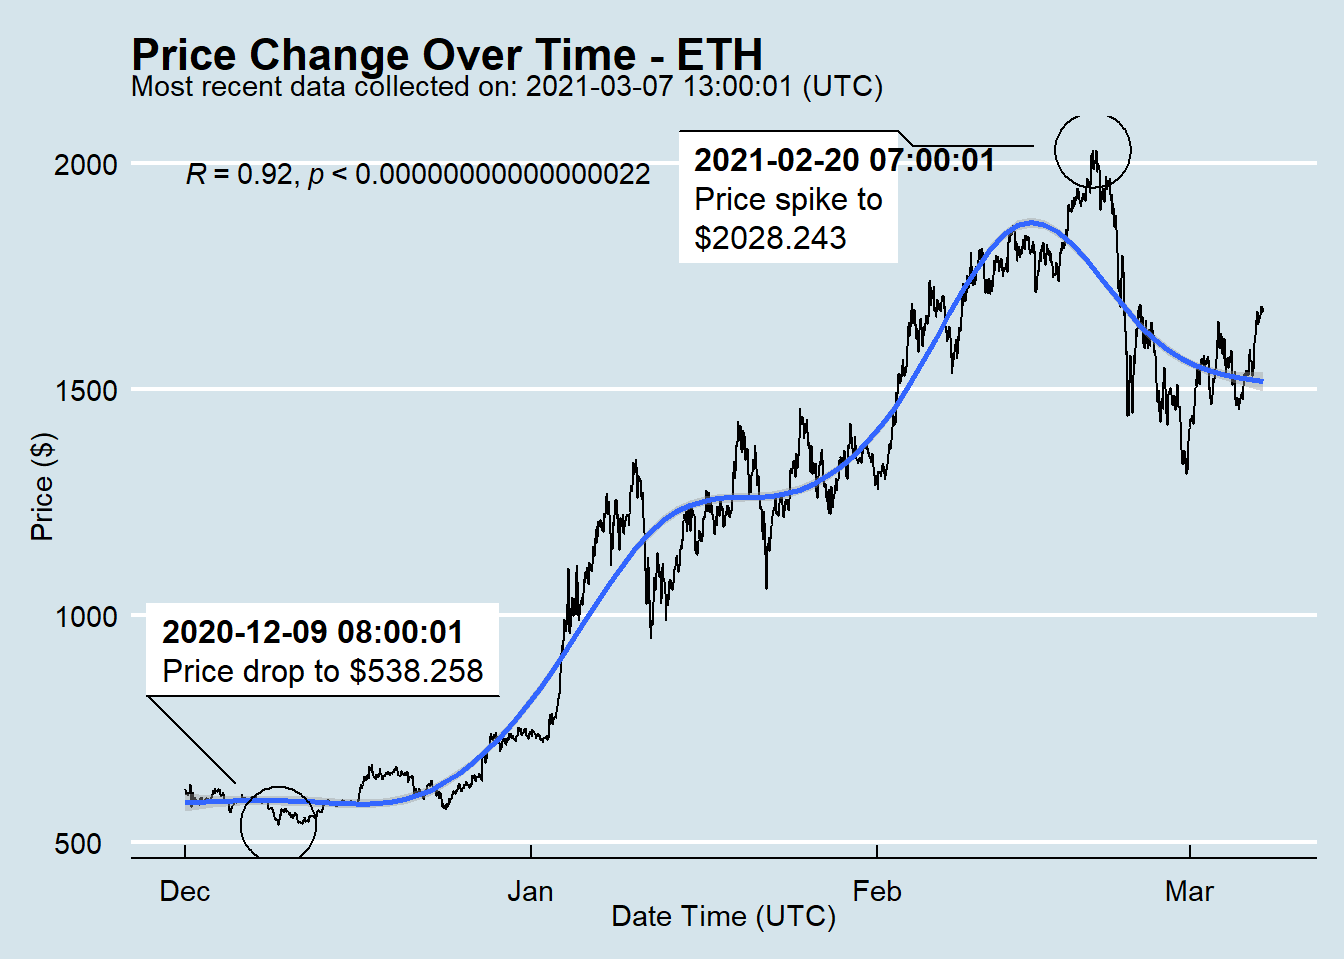 Price Change Over Time - ETH
Most recent data collected on: 2021-03-07 13:00:01 (UTC)
R = 0.92, p < 0.00000000000000022
2021-02-20 07:00:01
Price spike to
$2028.243
2020-12-09 08:00:01
Price drop to $538.258
Price ($)
2000
1500
1000
500
Dec Jan Feb Mar
Date Time (UTC)